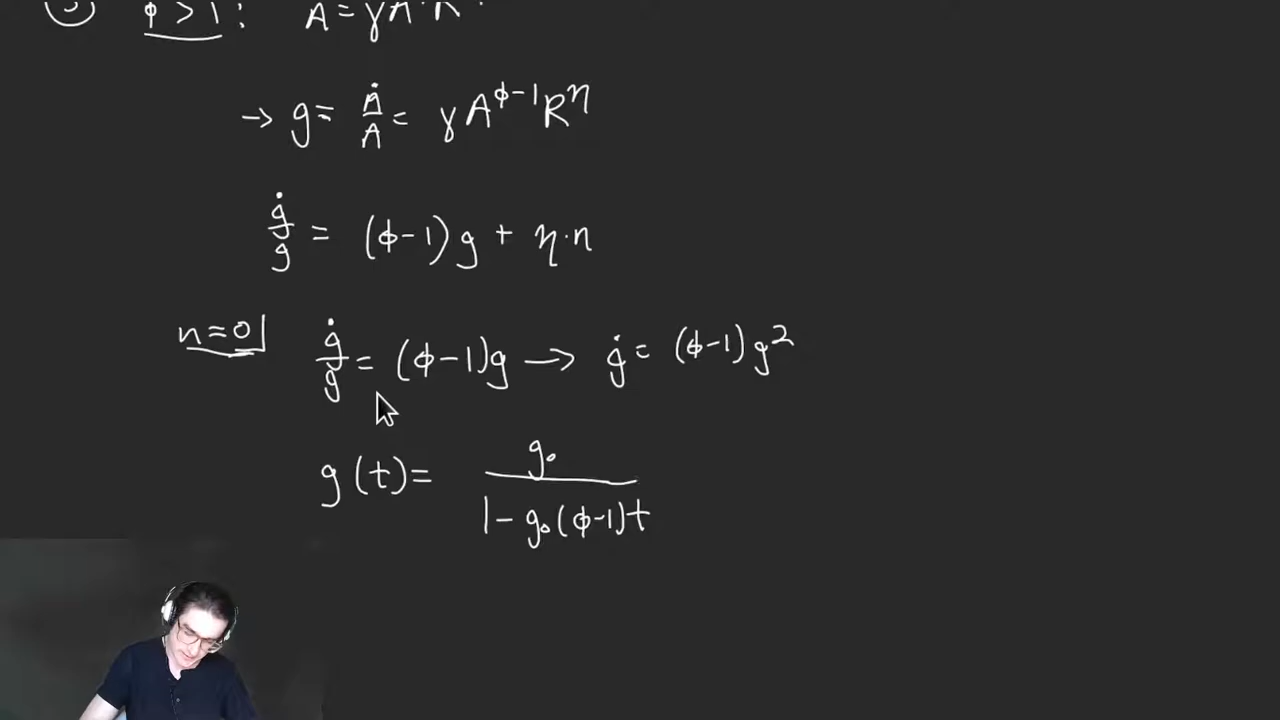 ③ ϕ > 1 : Ȧ = γA^ϕ R^η
→ g = Ȧ/A = γA^(ϕ-1) R^η
ġ/g = (ϕ-1)g + η·n
n=0 ġ/g = (ϕ-1)g → ġ = (ϕ-1)g²
g(t) = g₀/(1 - g₀(ϕ-1)t)